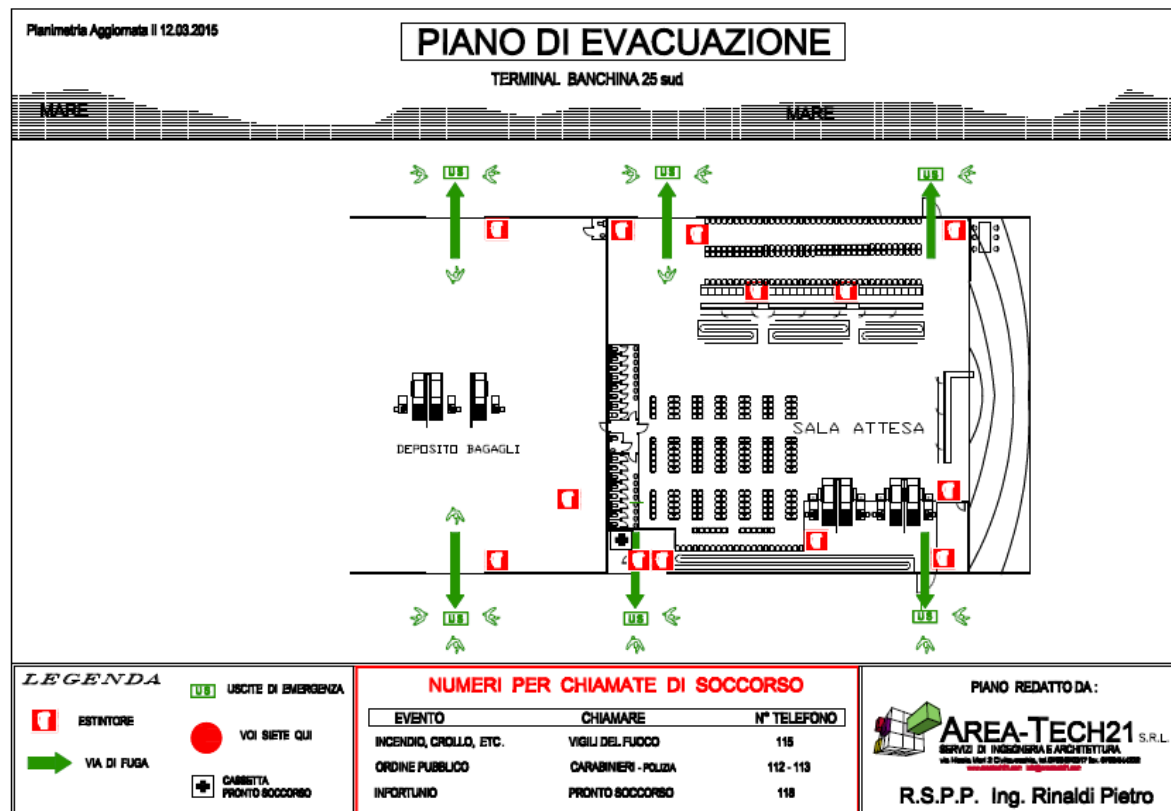 Planimetria Aggiornata il 12.03.2015
PIANO DI EVACUAZIONE
TERMINAL BANCHINA 25 sud
MARE
MARE
US
US
US
DEPOSITO BAGAGLI
SALA ATTESA
US
US
US
LEGENDA
US USCITE DI EMERGENZA
ESTINTORE
VOI SIETE QUI
VIA DI FUGA
CASSETTA
PRONTO SOCCORSO
NUMERI PER CHIAMATE DI SOCCORSO
EVENTO CHIAMARE N° TELEFONO
INCENDIO, CROLLO, ETC. VIGILI DEL FUOCO 115
ORDINE PUBBLICO CARABINIERI - POLIZIA 112 - 113
INFORTUNIO PRONTO SOCCORSO 118
PIANO REDATTO DA :
AREA-TECH21 S.R.L.
SERVIZI DI INGEGNERIA E ARCHITETTURA
R.S.P.P. Ing. Rinaldi Pietro